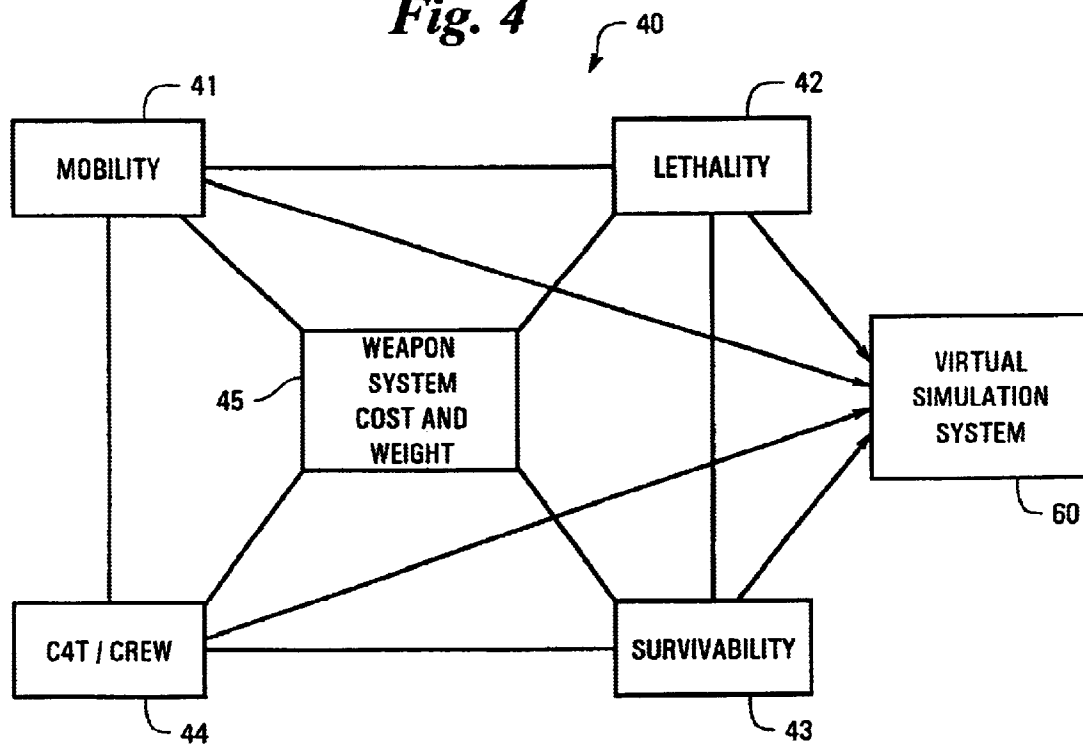 Fig. 4
40
41
42
MOBILITY
LETHALITY
WEAPON
SYSTEM
COST AND
WEIGHT
45
VIRTUAL
SIMULATION
SYSTEM
60
C4T / CREW
SURVIVABILITY
44
43